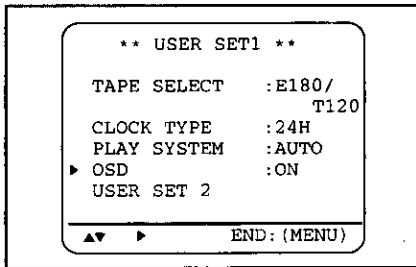 ** USER SET1 **
TAPE SELECT :E180/
T120
CLOCK TYPE :24H
PLAY SYSTEM :AUTO
▶ OSD :ON
USER SET 2
▲▼ ▶ END:(MENU)